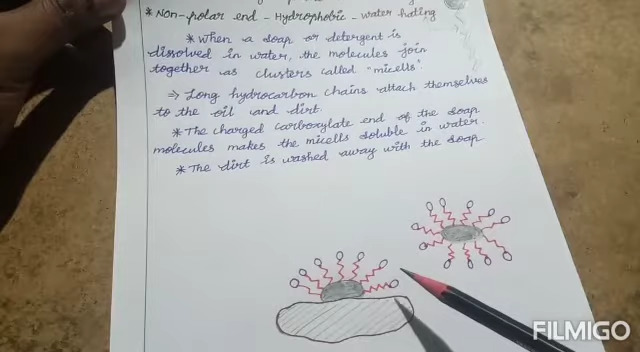 * Non-polar end - Hydrophobic - water hating
* When a soap or detergent is
dissolved in water, the molecules join
together as clusters called "micells".
⇒ Long hydrocarbon chains attach themselves
to the oil and dirt
* The charged carboxylate end of the soap
molecules makes the micells soluble in water.
* The dirt is washed away with the soap
FILMIGO